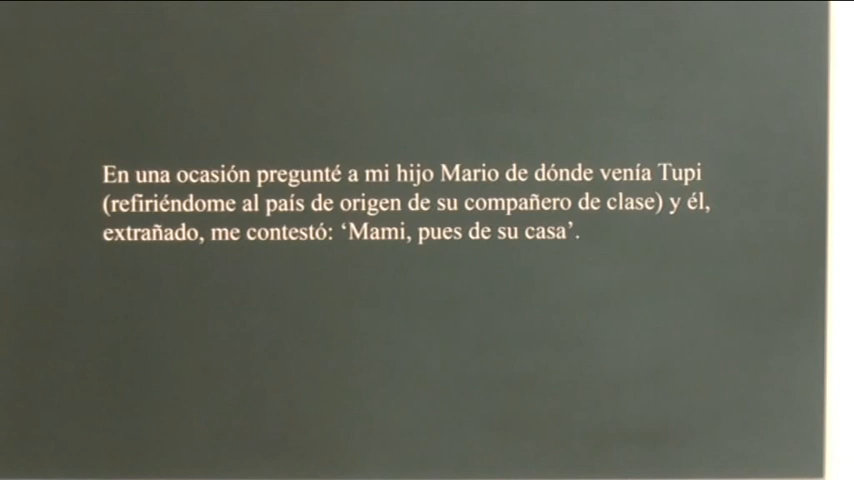 En una ocasión pregunté a mi hijo Mario de dónde venía Tupi
(refiriéndome al país de origen de su compañero de clase) y él,
extrañado, me contestó: ‘Mami, pues de su casa’.